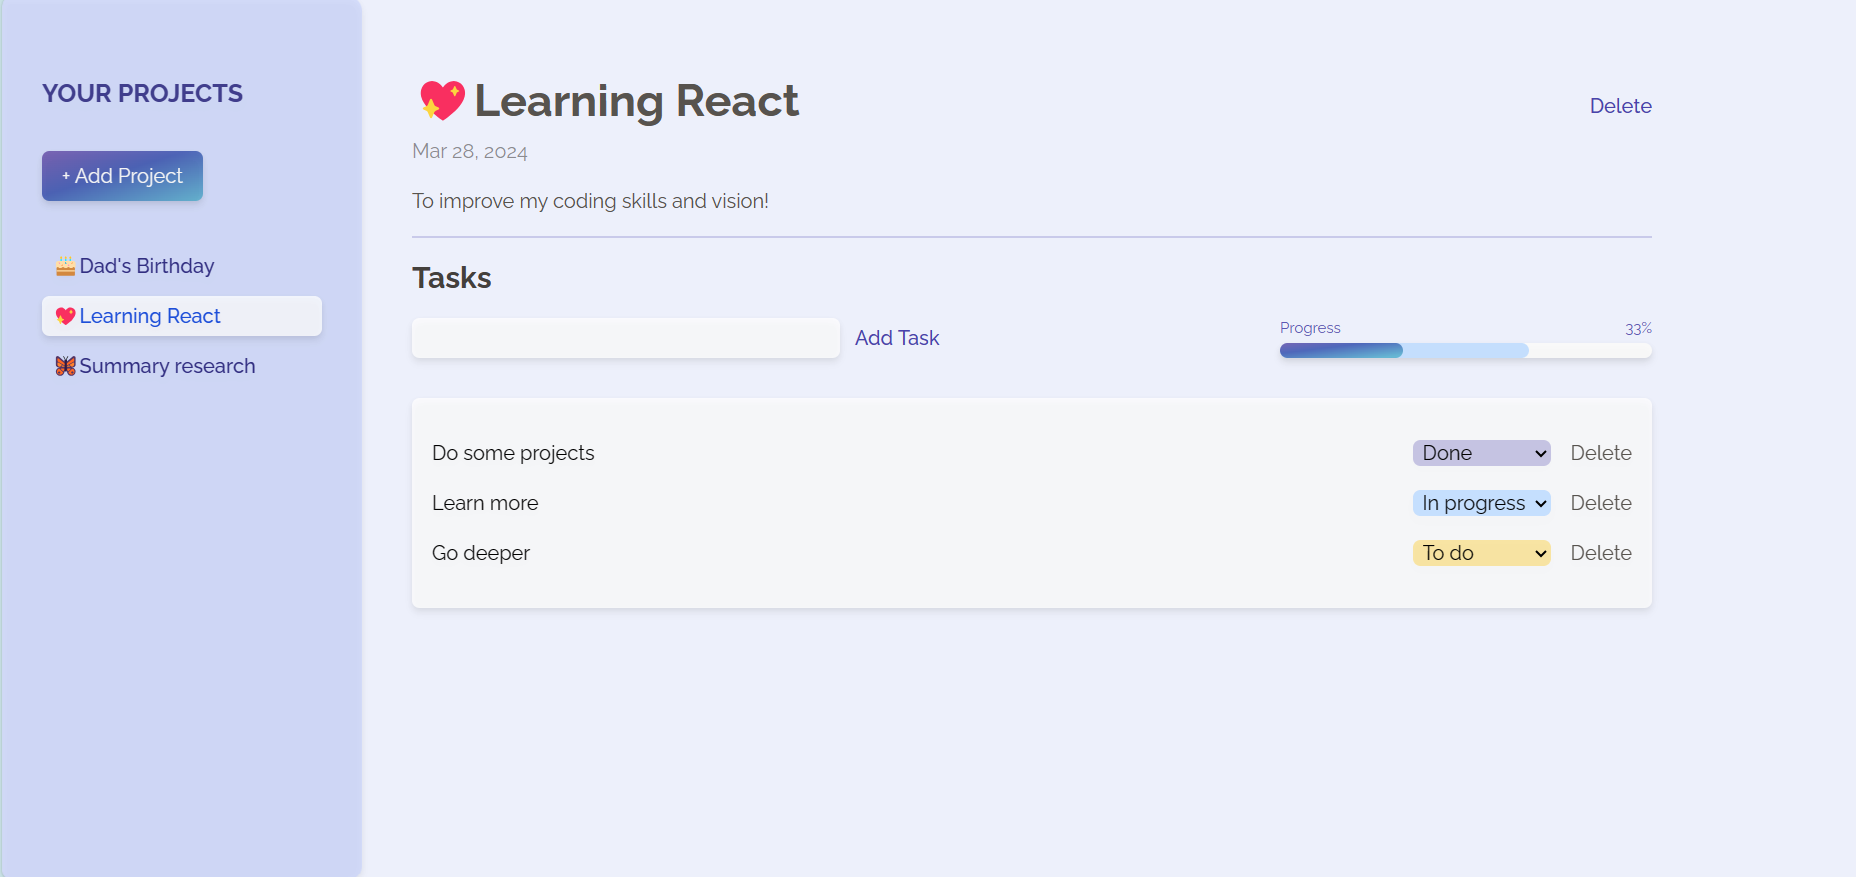 YOUR PROJECTS
+ Add Project
Dad's Birthday
Learning React
Summary research
Learning React
Delete
Mar 28, 2024
To improve my coding skills and vision!
Tasks
Add Task
Progress 33%
Do some projects Done Delete
Learn more In progress Delete
Go deeper To do Delete